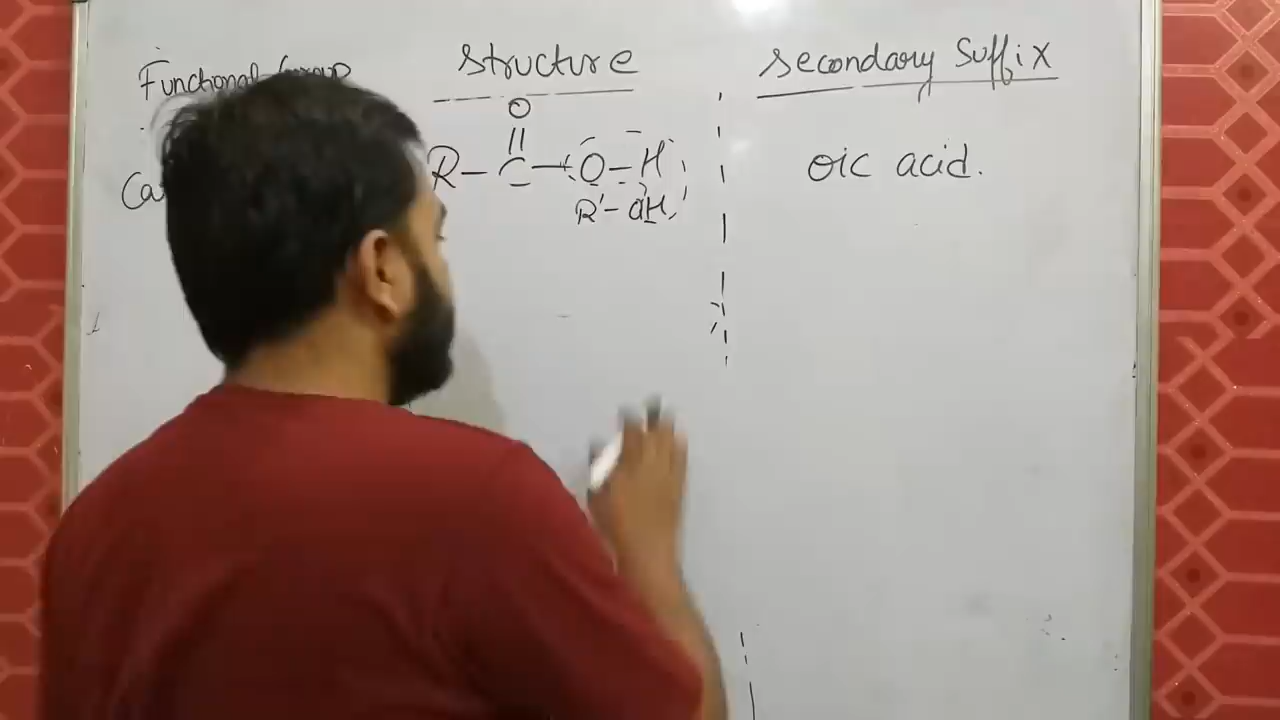 Functional Group structure secondary suffix
O
||
R-C-O-H oic acid.
R'-OH